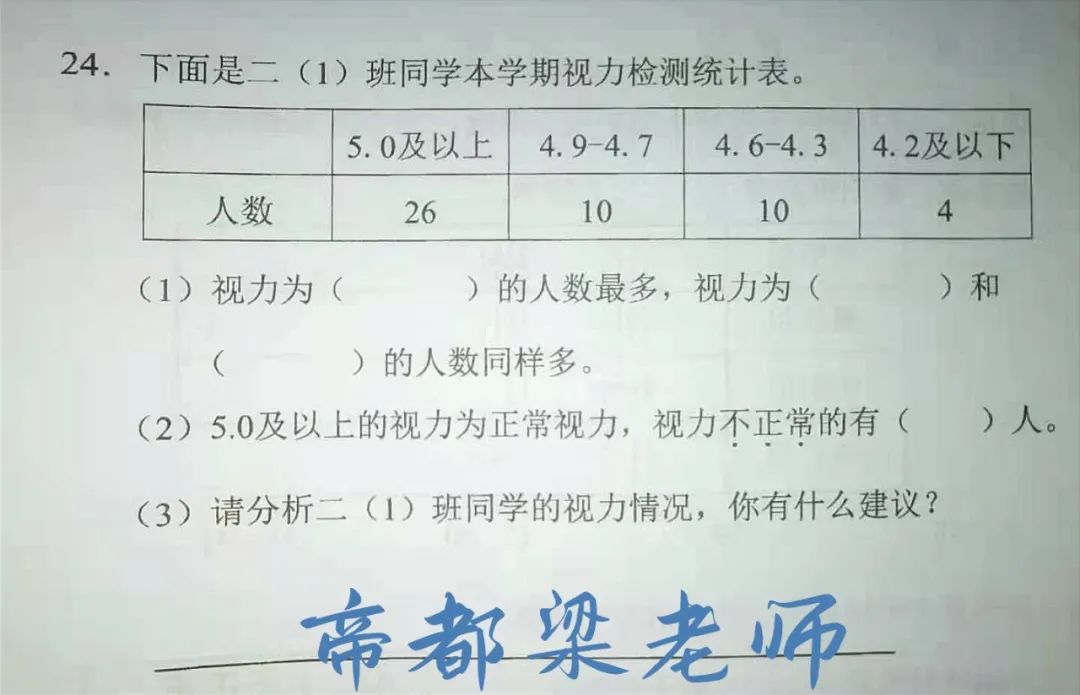 24. 下面是二（1）班同学本学期视力检测统计表。
5.0及以上 4.9-4.7 4.6-4.3 4.2及以下
人数 26 10 10 4
（1）视力为（ ）的人数最多，视力为（ ）和
（ ）的人数同样多。
（2）5.0及以上的视力为正常视力，视力不正常的有（ ）人。
（3）请分析二（1）班同学的视力情况，你有什么建议？
帝都梁老师